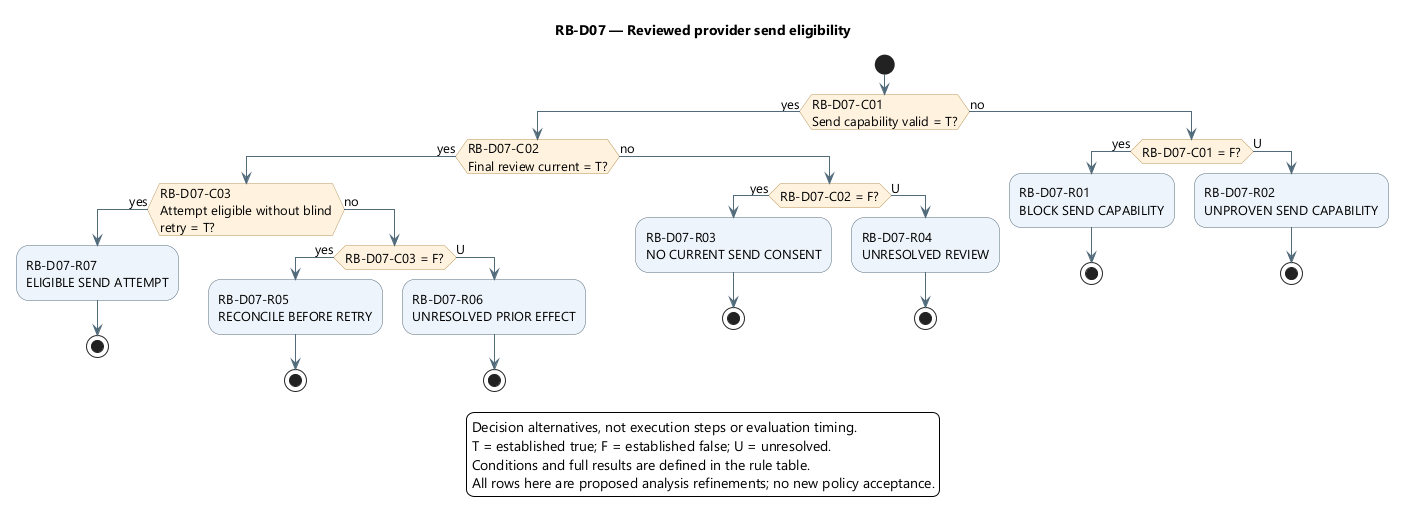 RB-D07 — Reviewed provider send eligibility
yes
RB-D07-C01
Send capability valid = T?
no
yes
RB-D07-C02
Final review current = T?
no
yes
RB-D07-C01 = F?
U
yes
RB-D07-C03
Attempt eligible without blind
retry = T?
no
yes
RB-D07-C02 = F?
U
RB-D07-R01
BLOCK SEND CAPABILITY
RB-D07-R02
UNPROVEN SEND CAPABILITY
RB-D07-R07
ELIGIBLE SEND ATTEMPT
yes
RB-D07-C03 = F?
U
RB-D07-R03
NO CURRENT SEND CONSENT
RB-D07-R04
UNRESOLVED REVIEW
RB-D07-R05
RECONCILE BEFORE RETRY
RB-D07-R06
UNRESOLVED PRIOR EFFECT
Decision alternatives, not execution steps or evaluation timing.
T = established true; F = established false; U = unresolved.
Conditions and full results are defined in the rule table.
All rows here are proposed analysis refinements; no new policy acceptance.